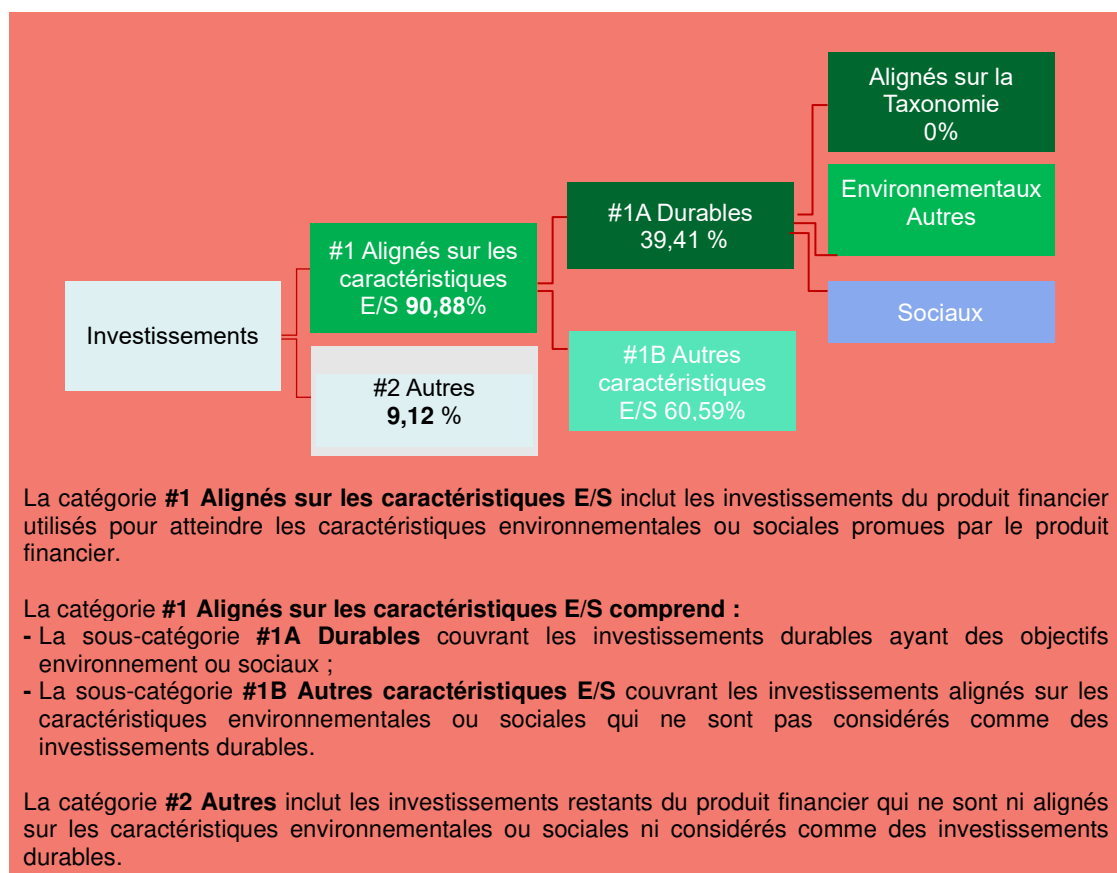 Alignés sur la
Taxonomie
0%
Environnementaux
Autres
#1A Durables
39,41 %
#1 Alignés sur les
caractéristiques
E/S 90,88%
Sociaux
Investissements
#1B Autres
caractéristiques
E/S 60,59%
#2 Autres
9,12 %
La catégorie #1 Alignés sur les caractéristiques E/S inclut les investissements du produit financier
utilisés pour atteindre les caractéristiques environnementales ou sociales promues par le produit
financier.
La catégorie #1 Alignés sur les caractéristiques E/S comprend :
- La sous-catégorie #1A Durables couvrant les investissements durables ayant des objectifs
environnement ou sociaux ;
- La sous-catégorie #1B Autres caractéristiques E/S couvrant les investissements alignés sur les
caractéristiques environnementales ou sociales qui ne sont pas considérés comme des
investissements durables.
La catégorie #2 Autres inclut les investissements restants du produit financier qui ne sont ni alignés
sur les caractéristiques environnementales ou sociales ni considérés comme des investissements
durables.